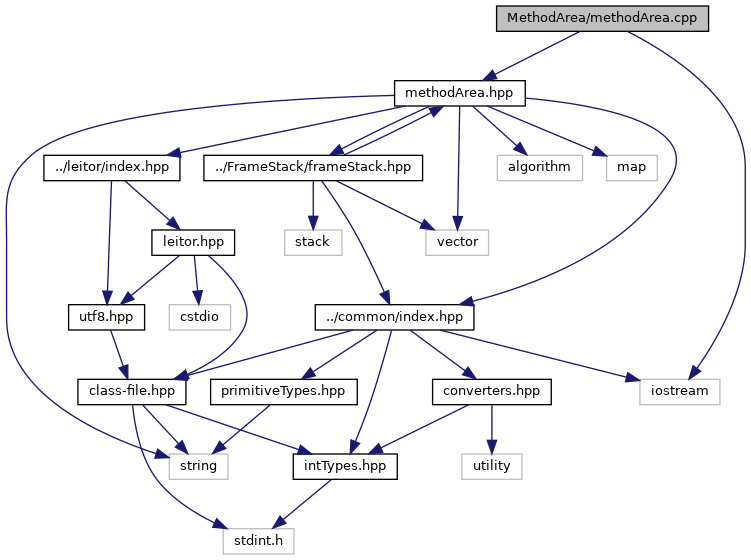 MethodArea/methodArea.cpp
methodArea.hpp
../leitor/index.hpp
../FrameStack/frameStack.hpp
algorithm
map
leitor.hpp
stack
vector
utf8.hpp
cstdio
../common/index.hpp
class-file.hpp
primitiveTypes.hpp
converters.hpp
iostream
string
intTypes.hpp
utility
stdint.h